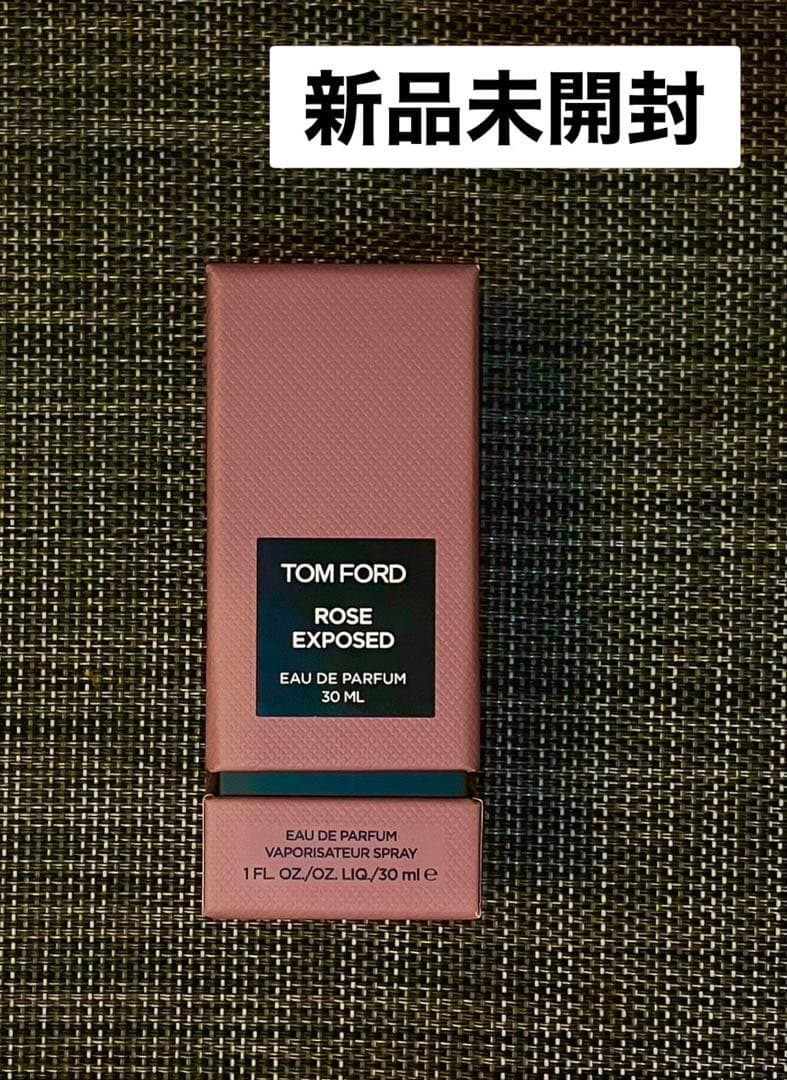 新品未開封
TOM FORD
ROSE
EXPOSED
EAU DE PARFUM
30 ML
EAU DE PARFUM
VAPORISATEUR SPRAY
1 FL. OZ./OZ. LIQ./30 ml ℮